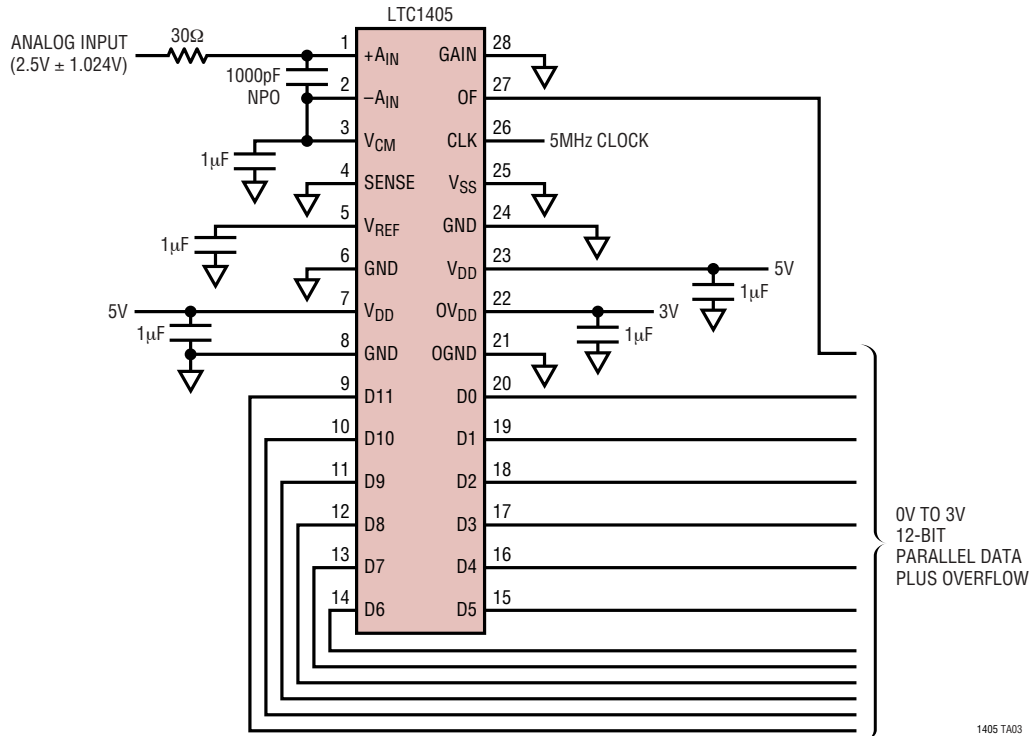 LTC1405
ANALOG INPUT
(2.5V ± 1.024V)
30Ω
1000pF
NPO
1µF
1µF
5V
1µF
1
+AIN
2
–AIN
3
VCM
4
SENSE
5
VREF
6
GND
7
VDD
8
GND
9
D11
10
D10
11
D9
12
D8
13
D7
14
D6
GAIN
28
OF
27
CLK
26
5MHz CLOCK
VSS
25
GND
24
VDD
23
5V
1µF
OVDD
22
3V
1µF
OGND
21
D0
20
D1
19
D2
18
D3
17
D4
16
D5
15
0V TO 3V
12-BIT
PARALLEL DATA
PLUS OVERFLOW
1405 TA03